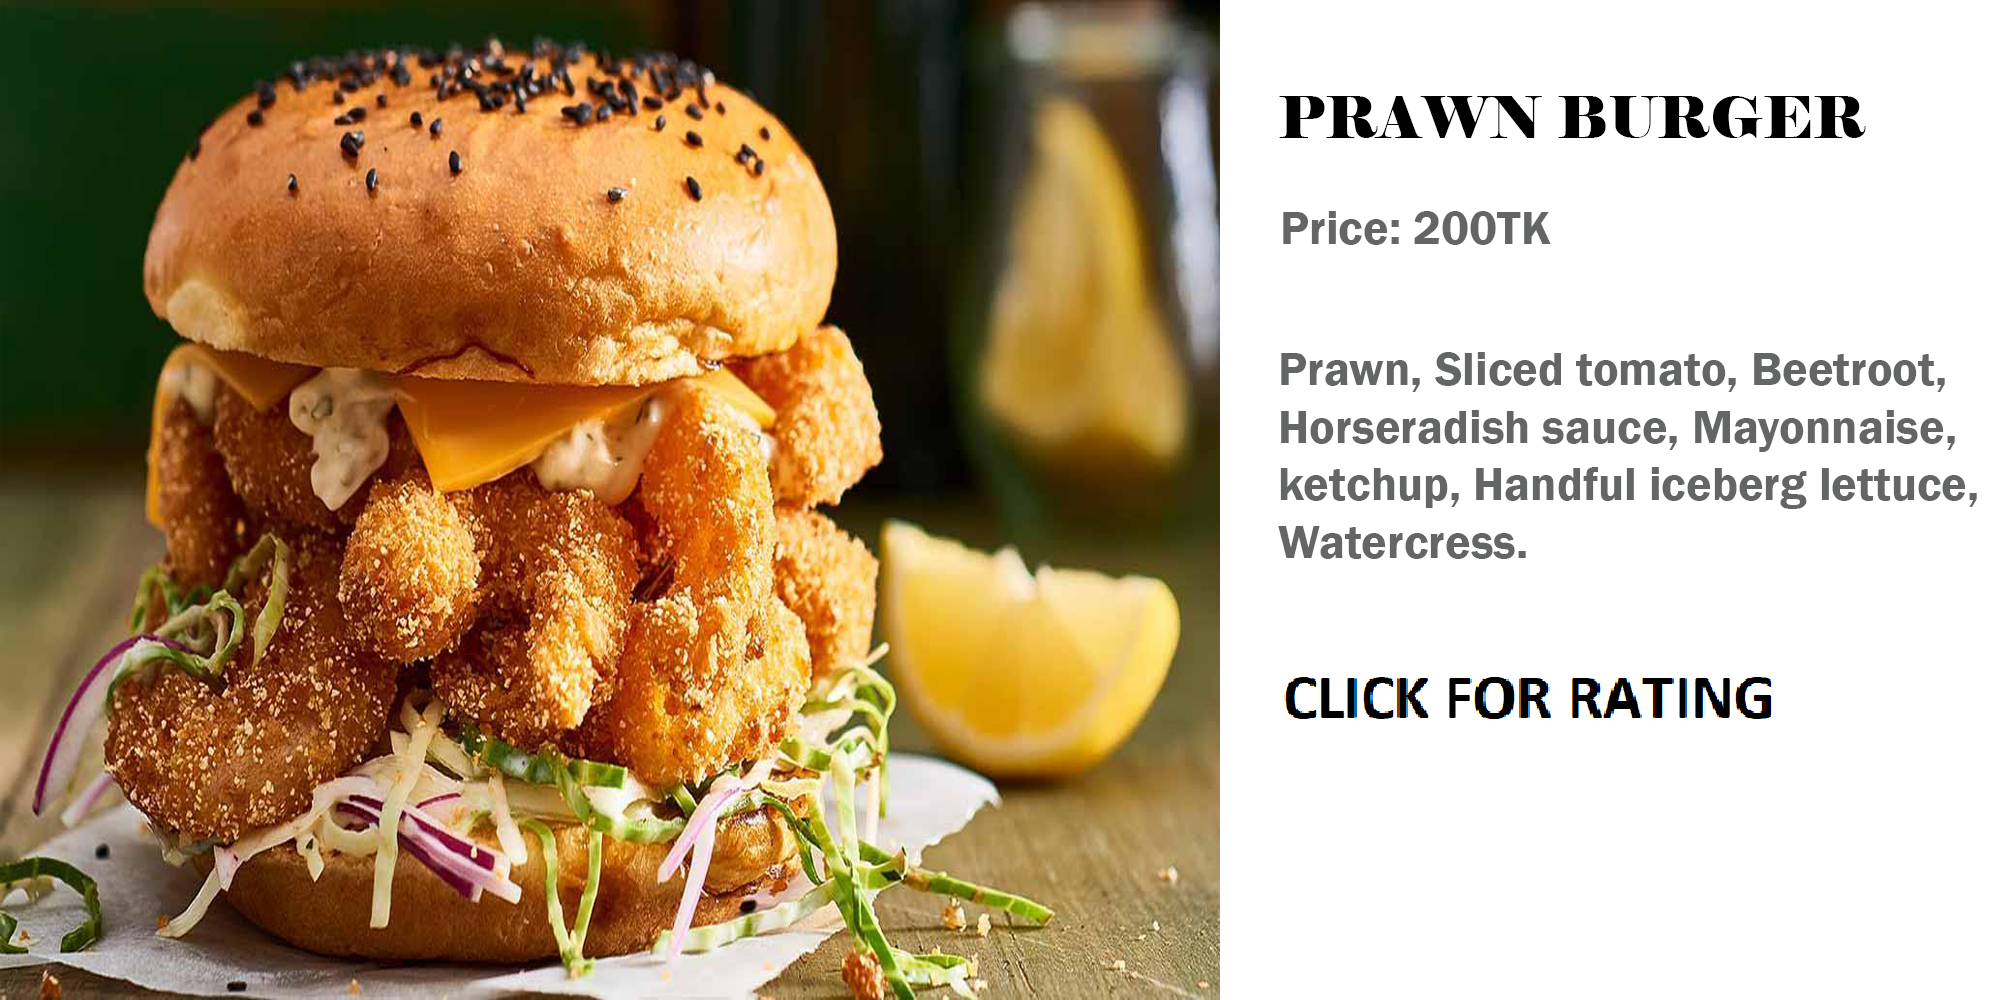 PRAWN BURGER
Price: 200TK
Prawn, Sliced tomato, Beetroot,
Horseradish sauce, Mayonnaise,
ketchup, Handful iceberg lettuce,
Watercress.
CLICK FOR RATING